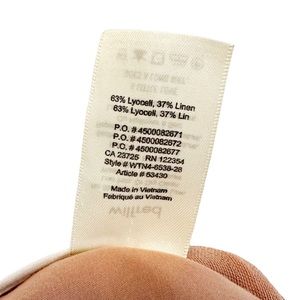 63% Lyocell, 37% Linen
63% Lyocell, 37% Lin
P.O. # 4500082671
P.O. # 4500082672
P.O. # 4500082677
CA 23725 RN 122354
Style # WTN4-6538-28
Article # 53430
Made in Vietnam
Fabriqué au Vietnam
wilfred